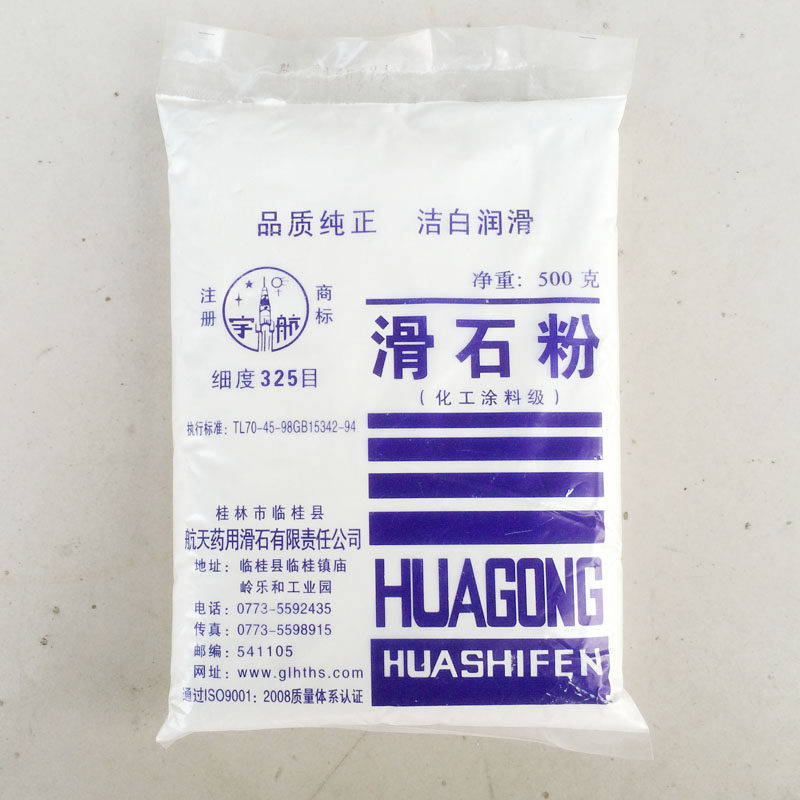 品质纯正 洁白润滑
净重：500 克
注册 商标
宇航
滑石粉
细度325目
（化工涂料级）
执行标准：TL70-45-98GB15342-94
桂林市临桂县
航天药用滑石有限责任公司
地址：临桂县临桂镇庙
岭乐和工业园
电话：0773-5592435
传真：0773-5598915
邮编：541105
网址：www.glhths.com
通过ISO9001：2008质量体系认证
HUAGONG
HUASHIFEN